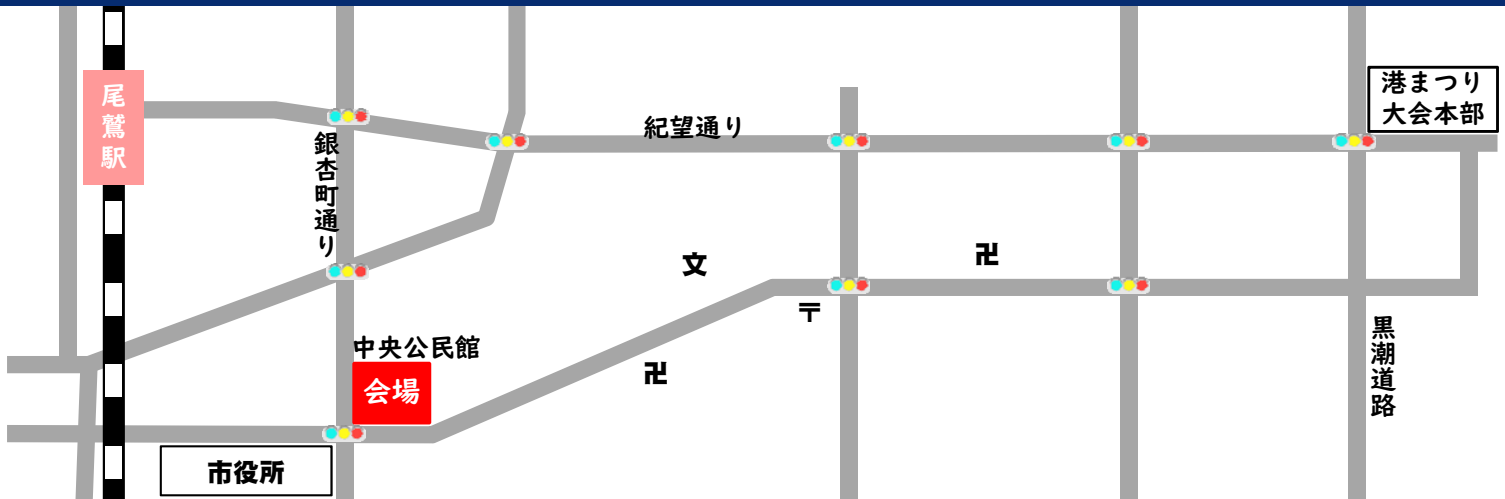 尾鷲駅
銀杏町通り
紀望通り
港まつり
大会本部
文
卍
〒
中央公民館
会場
卍
黒潮道路
市役所